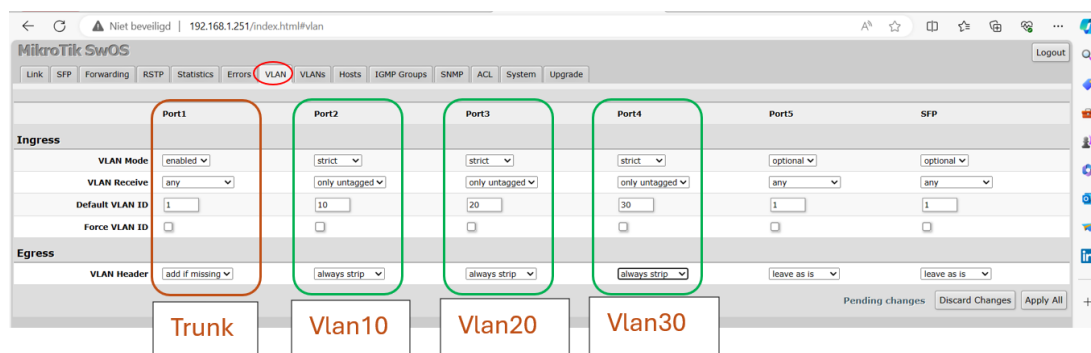 Niet beveiligd | 192.168.1.251/index.html#vlan
MikroTik SwOS
Logout
Link SFP Forwarding RSTP Statistics Errors VLAN VLANs Hosts IGMP Groups SNMP ACL System Upgrade
Port1 Port2 Port3 Port4 Port5 SFP
Ingress
VLAN Mode enabled strict strict strict optional optional
VLAN Receive any only untagged only untagged only untagged any any
Default VLAN ID 1 10 20 30 1 1
Force VLAN ID
Egress
VLAN Header add if missing always strip always strip always strip leave as is leave as is
Pending changes Discard Changes Apply All
Trunk Vlan10 Vlan20 Vlan30